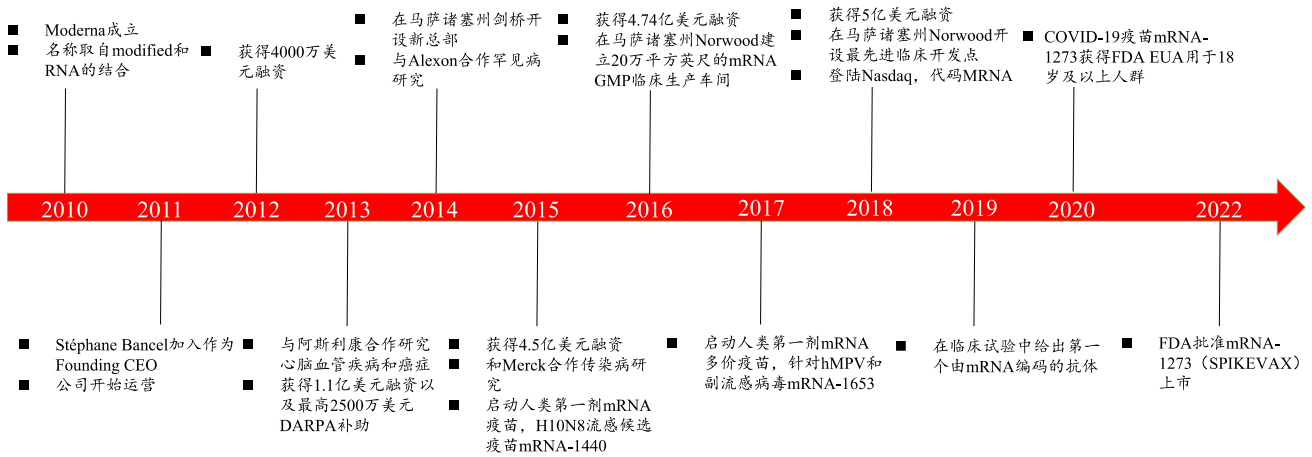 Moderna成立
名称取自modified和
RNA的结合
获得4000万美
元融资
在马萨诸塞州剑桥开
设新总部
与Alexon合作罕见病
研究
获得4.74亿美元融资
在马萨诸塞州Norwood建
立20万平方英尺的mRNA
GMP临床生产车间
获得5亿美元融资
在马萨诸塞州Norwood开
设最先进临床开发点
登陆Nasdaq，代码MRNA
COVID-19疫苗mRNA-
1273获得FDA EUA用于18
岁及以上人群
2010 2011 2012 2013 2014 2015 2016 2017 2018 2019 2020 2022
Stéphane Bancel加入作为
Founding CEO
公司开始运营
与阿斯利康合作研究
心脑血管疾病和癌症
获得1.1亿美元融资以
及最高2500万美元
DARPA补助
获得4.5亿美元融资
和Merck合作传染病研
究
启动人类第一剂mRNA
疫苗，H10N8流感候选
疫苗mRNA-1440
启动人类第一剂mRNA
多价疫苗，针对hMPV和
副流感病毒mRNA-1653
在临床试验中给出第一
个由mRNA编码的抗体
FDA批准mRNA-
1273（SPIKEVAX）
上市